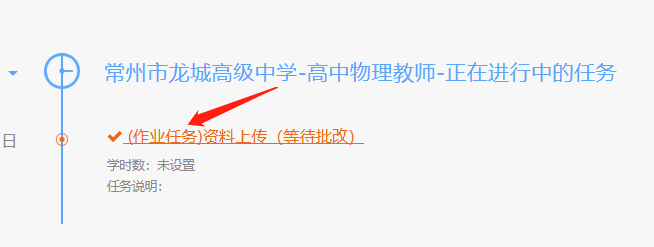 常州市龙城高级中学-高中物理教师-正在进行中的任务
日
(作业任务)资料上传（等待批改）
学时数：未设置
任务说明：